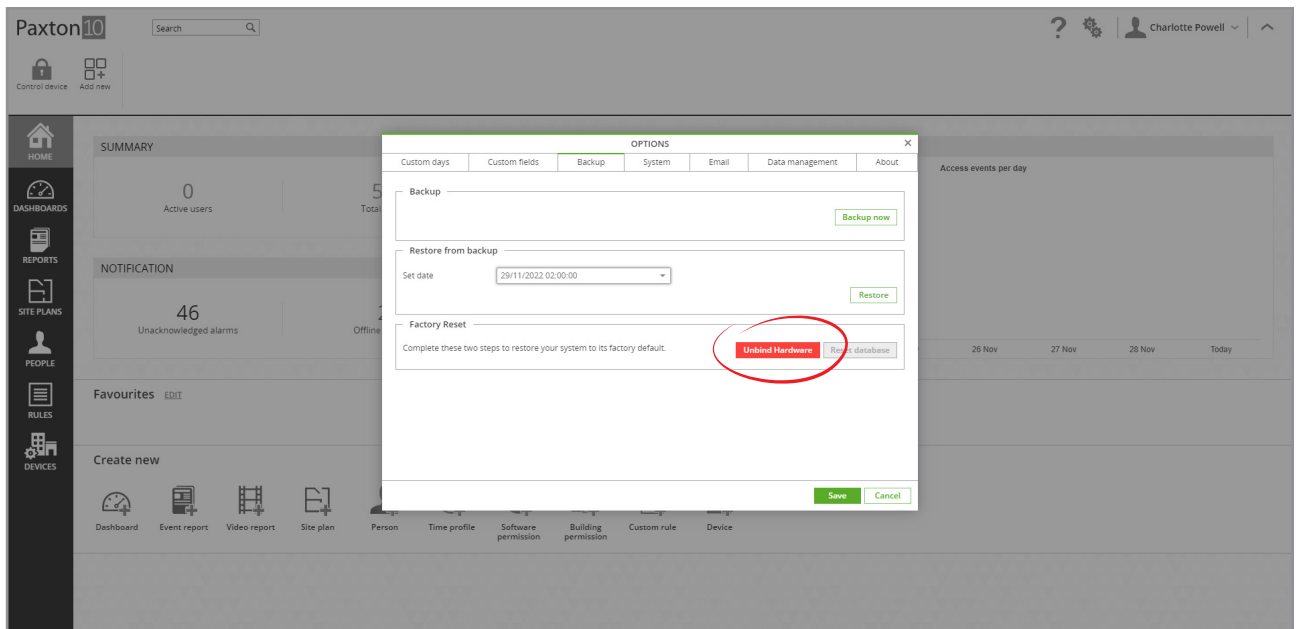 Paxton 10
Search
Charlotte Powell
Control device
Add new
HOME
DASHBOARDS
REPORTS
SITE PLANS
PEOPLE
RULES
DEVICES
SUMMARY
0
Active users
5
Total
NOTIFICATION
46
Unacknowledged alarms
Offline
OPTIONS
Custom days
Custom fields
Backup
System
Email
Data management
About
Backup
Backup now
Restore from backup
Set date
29/11/2022 02:00:00
Restore
Factory Reset
Complete these two steps to restore your system to its factory default.
Unbind Hardware
Reset database
Save
Cancel
Access events per day
26 Nov
27 Nov
28 Nov
Today
Favourites EDIT
Create new
Dashboard
Event report
Video report
Site plan
Person
Time profile
Software
permission
Building
permission
Custom rule
Device